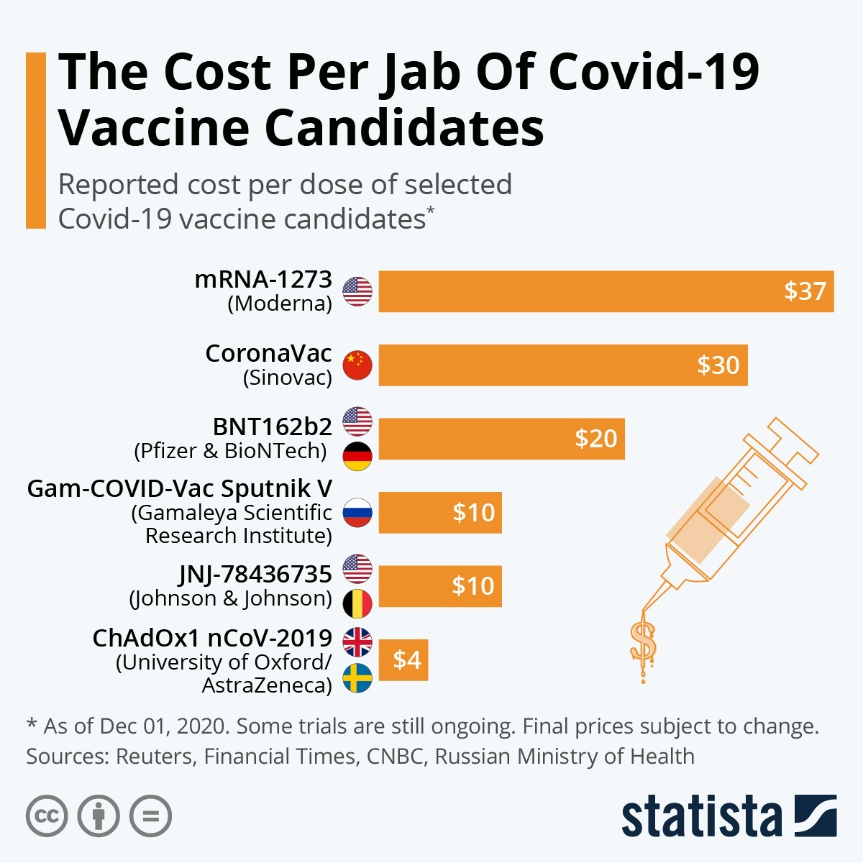 The Cost Per Jab Of Covid-19
Vaccine Candidates
Reported cost per dose of selected
Covid-19 vaccine candidates*
mRNA-1273
(Moderna)
$37
CoronaVac
(Sinovac)
$30
BNT162b2
(Pfizer & BioNTech)
$20
Gam-COVID-Vac Sputnik V
(Gamaleya Scientific
Research Institute)
$10
JNJ-78436735
(Johnson & Johnson)
$10
ChAdOx1 nCoV-2019
(University of Oxford/
AstraZeneca)
$4
$
* As of Dec 01, 2020. Some trials are still ongoing. Final prices subject to change.
Sources: Reuters, Financial Times, CNBC, Russian Ministry of Health
cc
statista